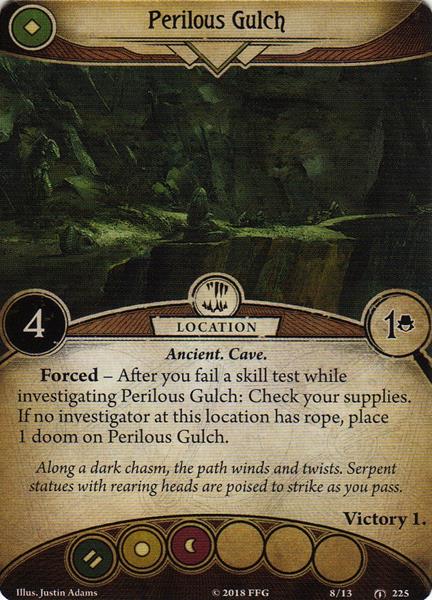 Perilous Gulch
4
1
LOCATION
Ancient. Cave.
Forced – After you fail a skill test while
investigating Perilous Gulch: Check your supplies.
If no investigator at this location has rope, place
1 doom on Perilous Gulch.
Along a dark chasm, the path winds and twists. Serpent
statues with rearing heads are poised to strike as you pass.
Victory 1.
Illus. Justin Adams © 2018 FFG 8/13 225